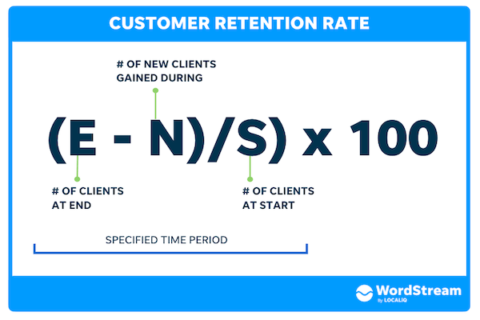 CUSTOMER RETENTION RATE
# OF NEW CLIENTS
GAINED DURING
(E - N)/S) x 100
# OF CLIENTS
AT END
# OF CLIENTS
AT START
SPECIFIED TIME PERIOD
WordStream
by LOCALiQ